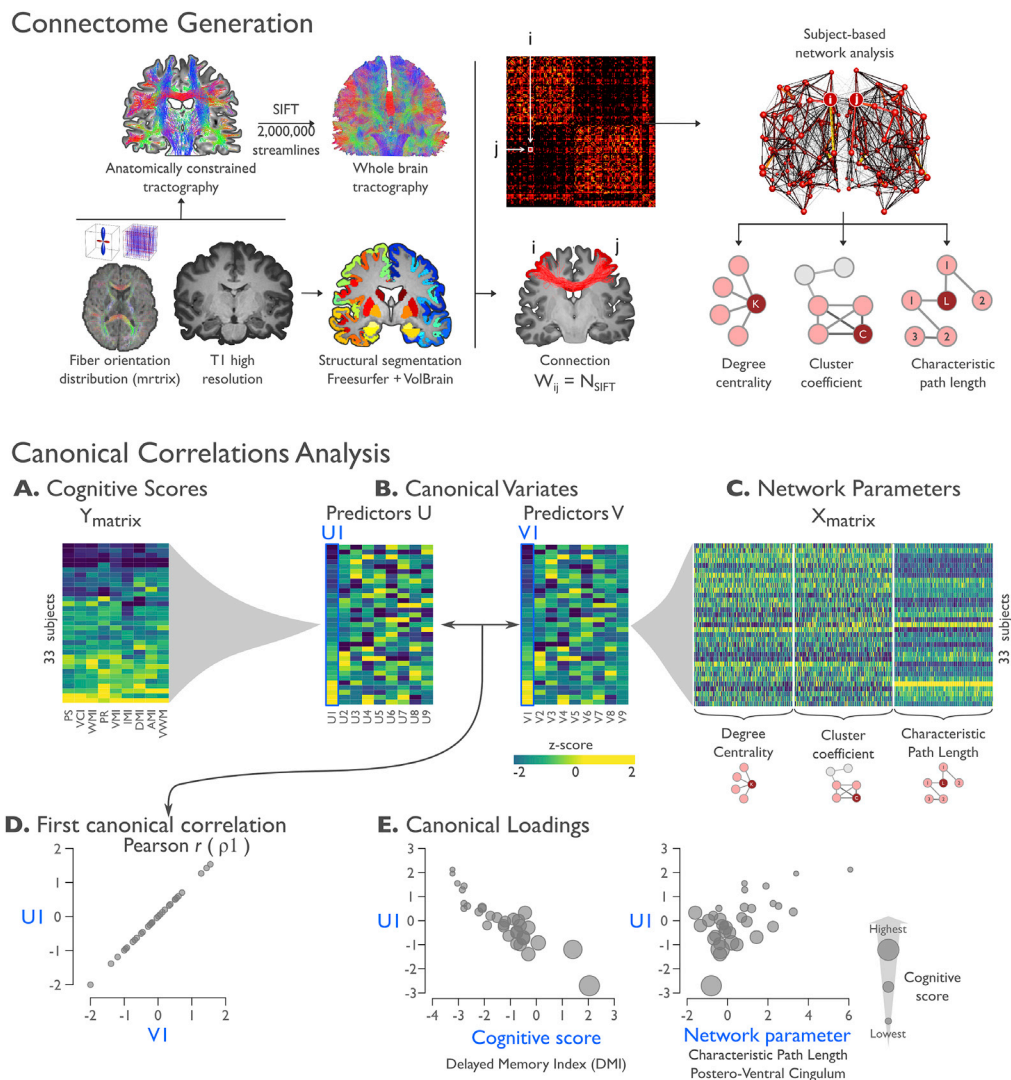 Connectome Generation
SIFT
2,000,000
streamlines
Anatomically constrained
tractography
Whole brain
tractography
i
j
Subject-based
network analysis
i
j
Fiber orientation
distribution (mrtrix)
T1 high
resolution
Structural segmentation
Freesurfer + VolBrain
i
j
Connection
Wij = NSIFT
K
C
1
1
L
2
3
2
Degree
centrality
Cluster
coefficient
Characteristic
path length
Canonical Correlations Analysis
A. Cognitive Scores
Ymatrix
33 subjects
PS
VCI
WMI
PR
VMI
IMI
DMI
AMI
VWM
B. Canonical Variates
Predictors U
U1
U1
U2
U3
U4
U5
U6
U7
U8
U9
Predictors V
V1
V1
V2
V3
V4
V5
V6
V7
V8
V9
z-score
-2
0
2
C. Network Parameters
Xmatrix
33 subjects
Degree
Centrality
Cluster
coefficient
Characteristic
Path Length
K
C
L
D. First canonical correlation
Pearson r ( ρ1 )
2
1
0
-1
-2
U1
-2
-1
0
1
2
V1
E. Canonical Loadings
3
2
1
0
-1
-2
-3
U1
-4
-3
-2
-1
0
1
2
3
Cognitive score
Delayed Memory Index (DMI)
3
2
1
0
-1
-2
-3
U1
-2
0
2
4
6
Network parameter
Characteristic Path Length
Postero-Ventral Cingulum
Highest
Cognitive
score
Lowest